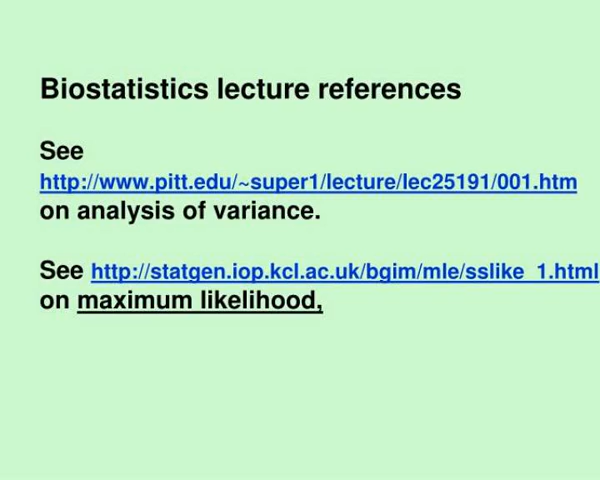 Biostatistics lecture references
See
http://www.pitt.edu/~super1/lecture/lec25191/001.htm
on analysis of variance.
See http://statgen.iop.kcl.ac.uk/bgim/mle/sslike_1.html
on maximum likelihood,